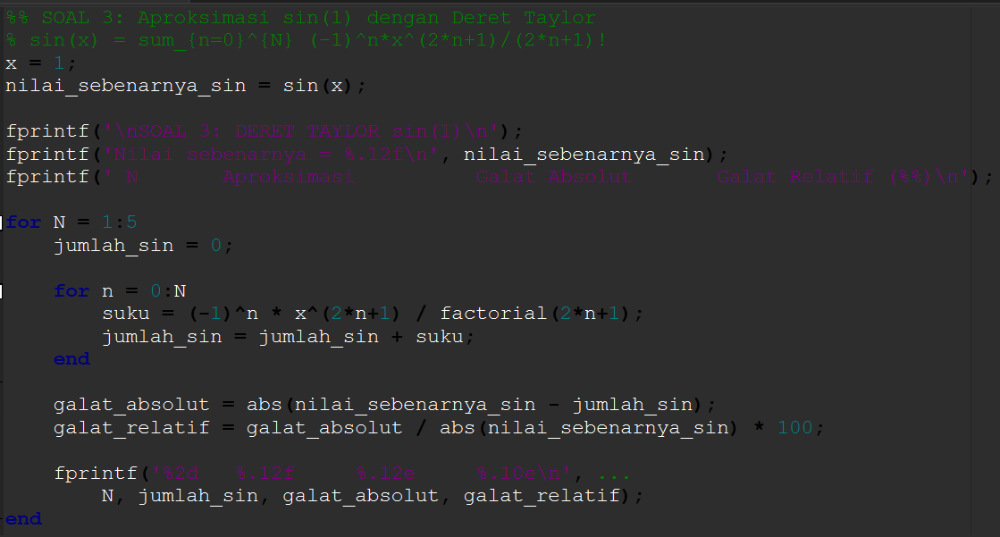 %% SOAL 3: Aproksimasi sin(1) dengan Deret Taylor
% sin(x) = sum_{n=0}^{N} (-1)^n*x^(2*n+1)/(2*n+1)!
x = 1;
nilai_sebenarnya_sin = sin(x);
fprintf('\nSOAL 3: DERET TAYLOR sin(1)\n');
fprintf('Nilai sebenarnya = %.12f\n', nilai_sebenarnya_sin);
fprintf(' N       Aproksimasi          Galat Absolut       Galat Relatif (%%)\n');
for N = 1:5
    jumlah_sin = 0;
    for n = 0:N
        suku = (-1)^n * x^(2*n+1) / factorial(2*n+1);
        jumlah_sin = jumlah_sin + suku;
    end
    galat_absolut = abs(nilai_sebenarnya_sin - jumlah_sin);
    galat_relatif = galat_absolut / abs(nilai_sebenarnya_sin) * 100;
    fprintf('%2d   %.12f     %.12e     %.10e\n', ...
        N, jumlah_sin, galat_absolut, galat_relatif);
end